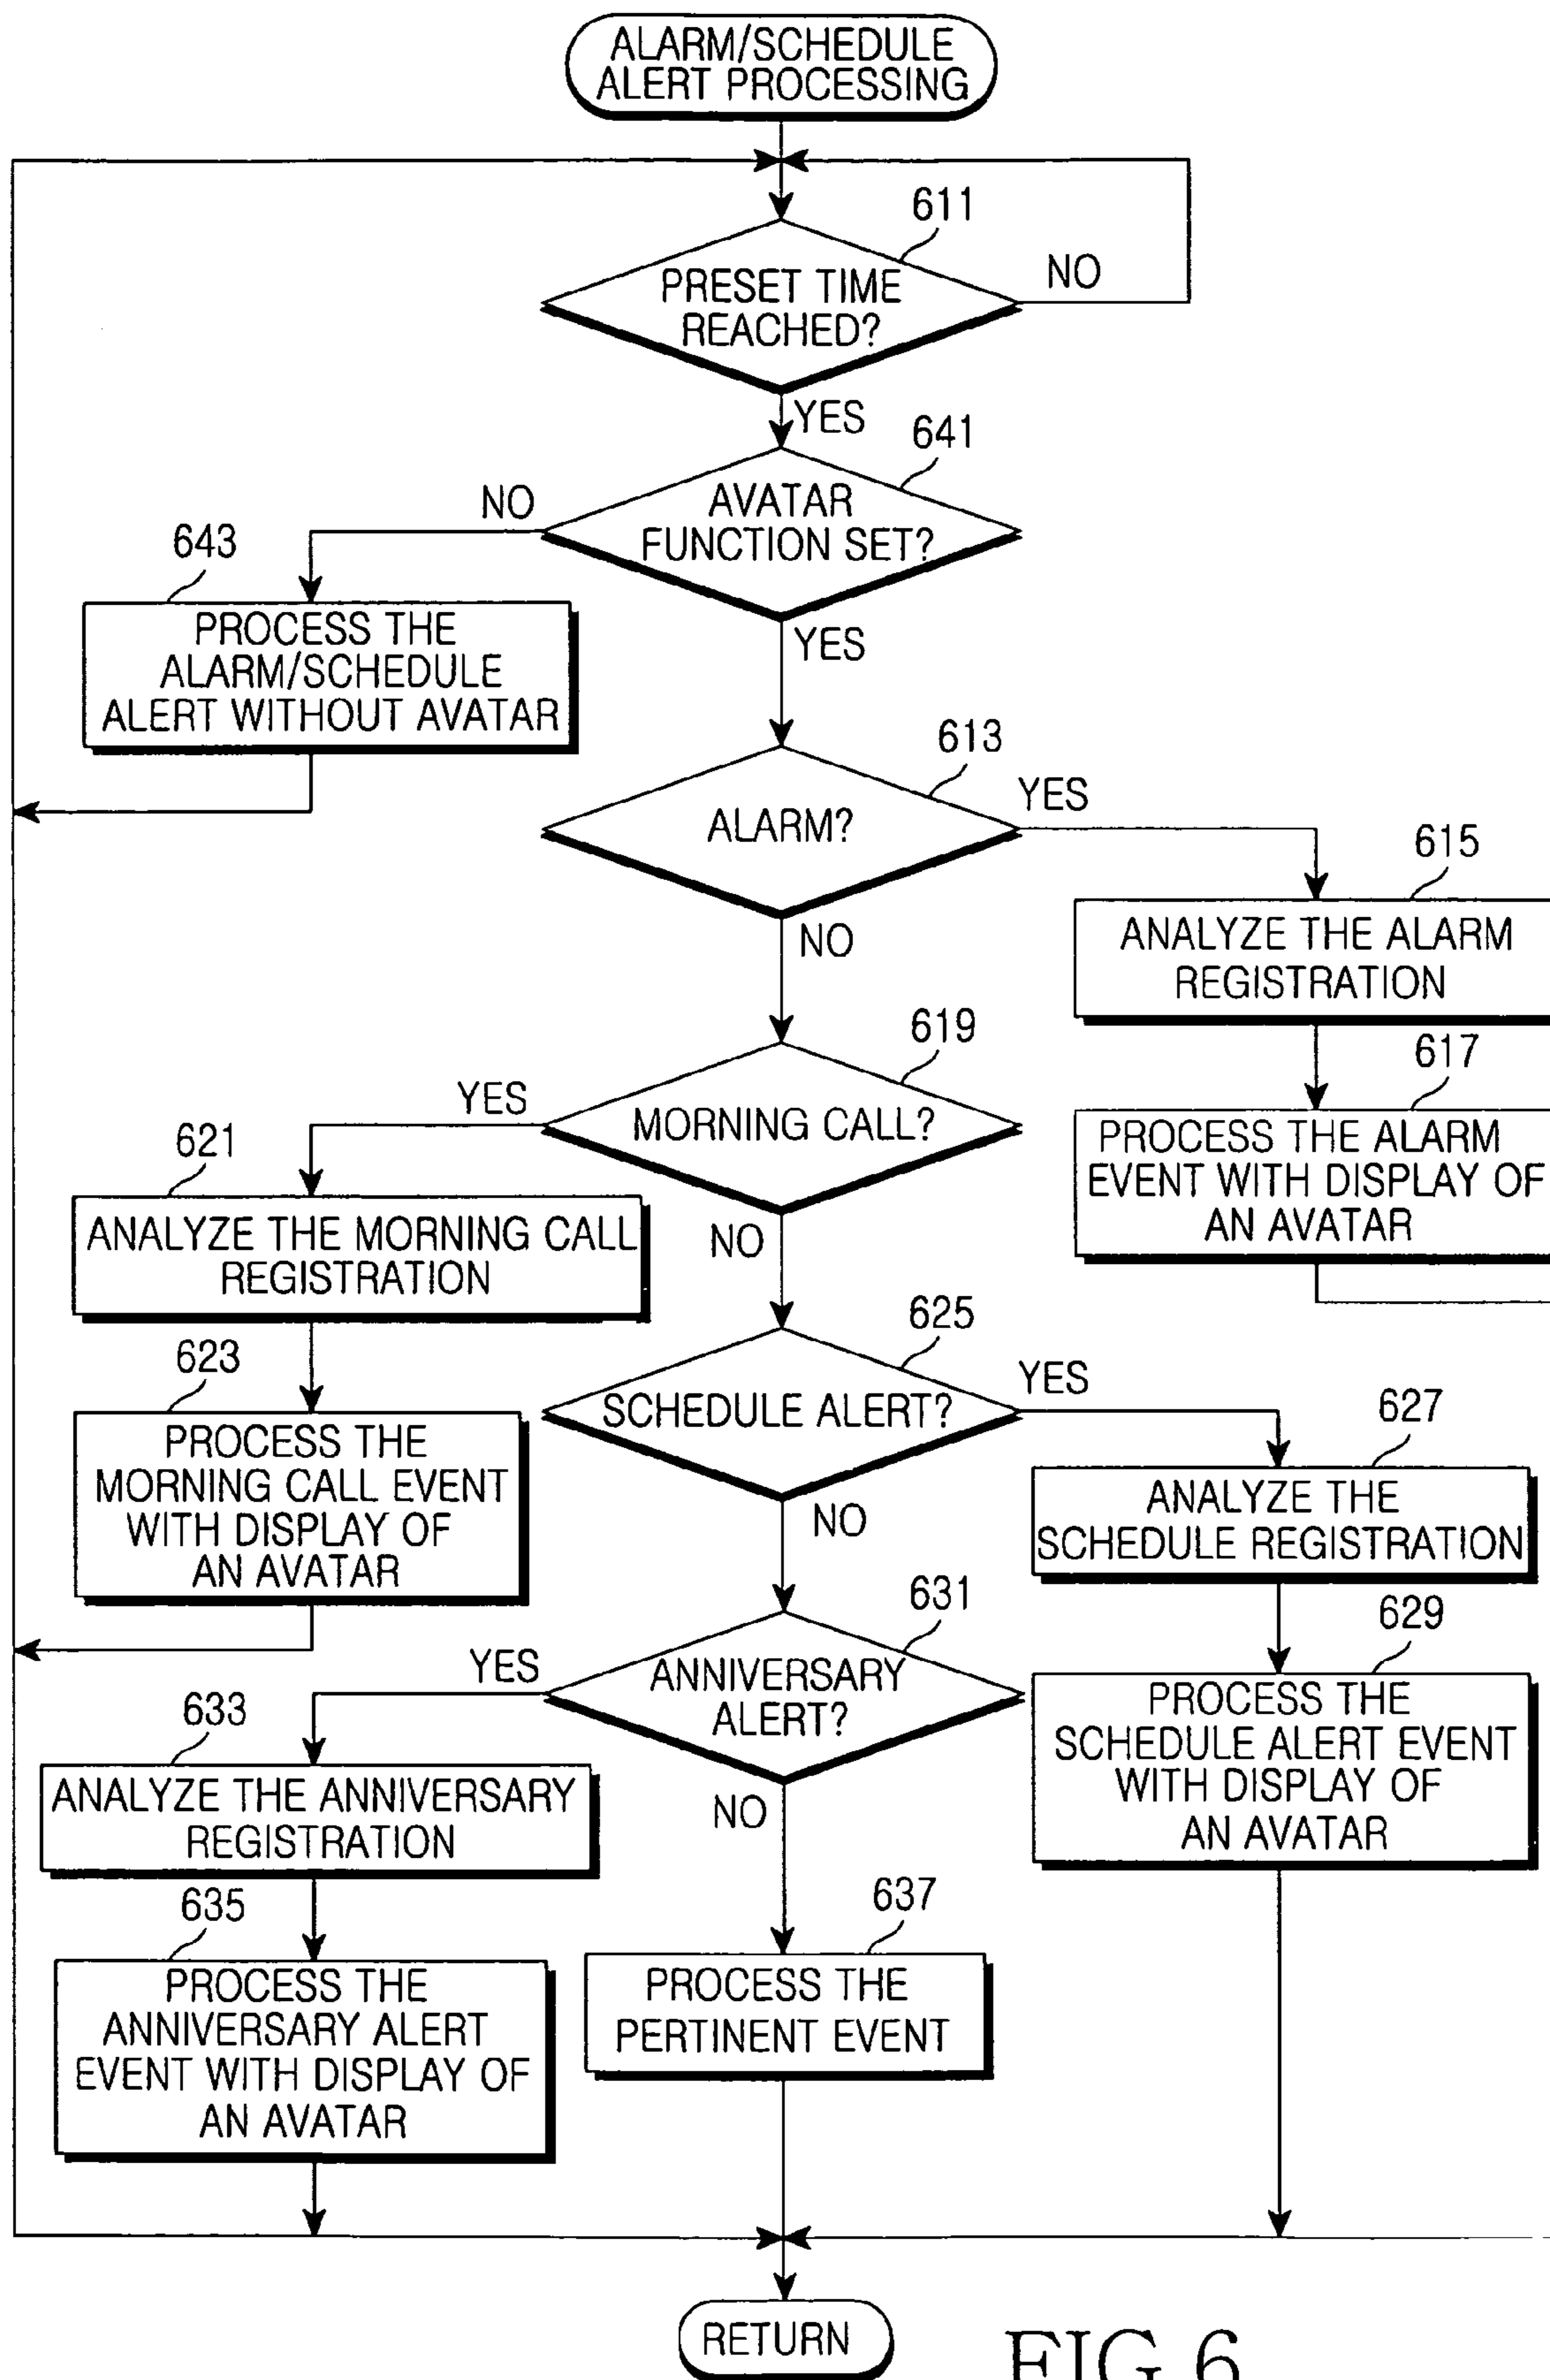 ALARM/SCHEDULE
ALERT PROCESSING
611
PRESET TIME
REACHED?
NO
YES
641
AVATAR
FUNCTION SET?
NO
643
PROCESS THE
ALARM/SCHEDULE
ALERT WITHOUT AVATAR
YES
613
ALARM?
YES
615
ANALYZE THE ALARM
REGISTRATION
NO
617
PROCESS THE ALARM
EVENT WITH DISPLAY OF
AN AVATAR
619
MORNING CALL?
YES
621
ANALYZE THE MORNING CALL
REGISTRATION
NO
623
PROCESS THE
MORNING CALL EVENT
WITH DISPLAY OF
AN AVATAR
625
SCHEDULE ALERT?
YES
627
ANALYZE THE
SCHEDULE REGISTRATION
NO
629
PROCESS THE
SCHEDULE ALERT EVENT
WITH DISPLAY OF
AN AVATAR
631
ANNIVERSARY
ALERT?
YES
633
ANALYZE THE ANNIVERSARY
REGISTRATION
NO
635
PROCESS THE
ANNIVERSARY ALERT
EVENT WITH DISPLAY OF
AN AVATAR
637
PROCESS THE
PERTINENT EVENT
RETURN
FIG.6